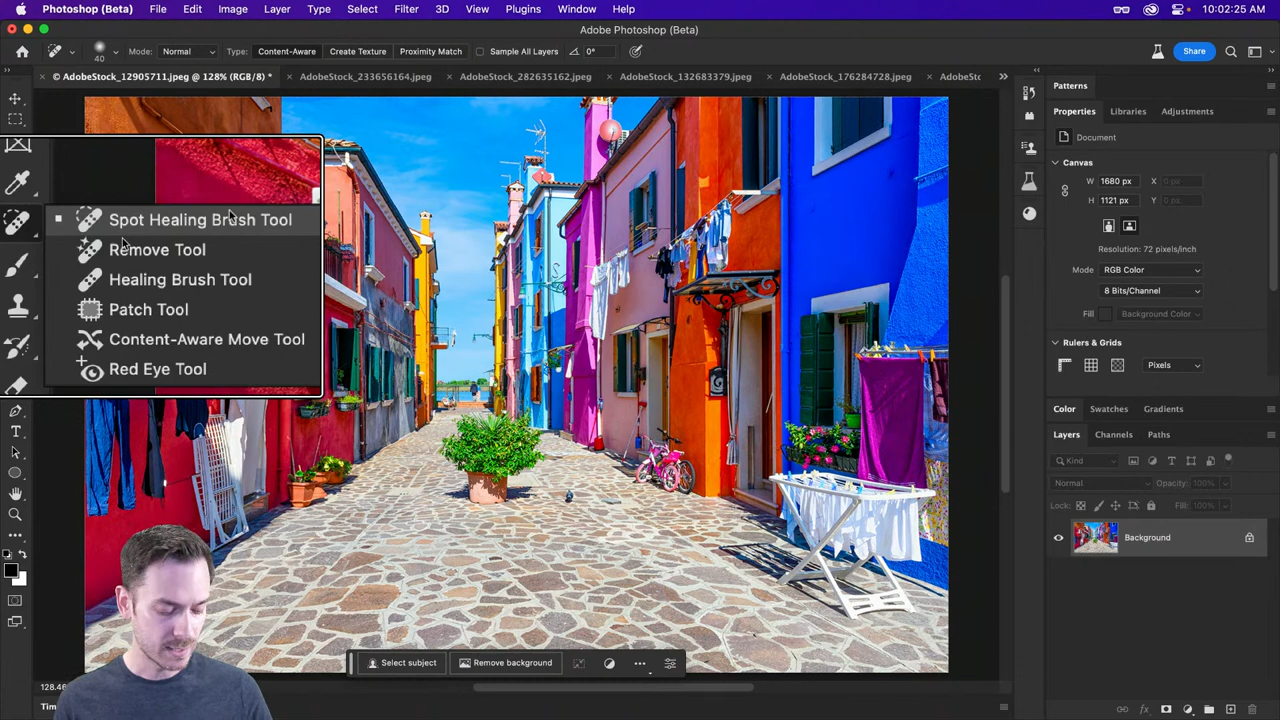 Photoshop (Beta) File Edit Image Layer Type Select Filter 3D View Plugins Window Help 10:02:25 AM
Adobe Photoshop (Beta)
40 Mode: Normal Type: Content-Aware Create Texture Proximity Match Sample All Layers 0° Share
© AdobeStock_12905711.jpeg @ 128% (RGB/8) * AdobeStock_233656164.jpeg AdobeStock_282635162.jpeg AdobeStock_132683379.jpeg AdobeStock_176284728.jpeg AdobeSt
Spot Healing Brush Tool
Remove Tool
Healing Brush Tool
Patch Tool
Content-Aware Move Tool
Red Eye Tool
Select subject Remove background
128.46
Tim
Patterns
Properties Libraries Adjustments
Document
Canvas
W 1680 px X 0 px
H 1121 px Y 0 px
Resolution: 72 pixels/inch
Mode RGB Color
8 Bits/Channel
Fill Background Color
Rulers & Grids
Pixels
Color Swatches Gradients
Layers Channels Paths
Kind
Normal Opacity: 100%
Lock: Fill: 100%
Background
fx